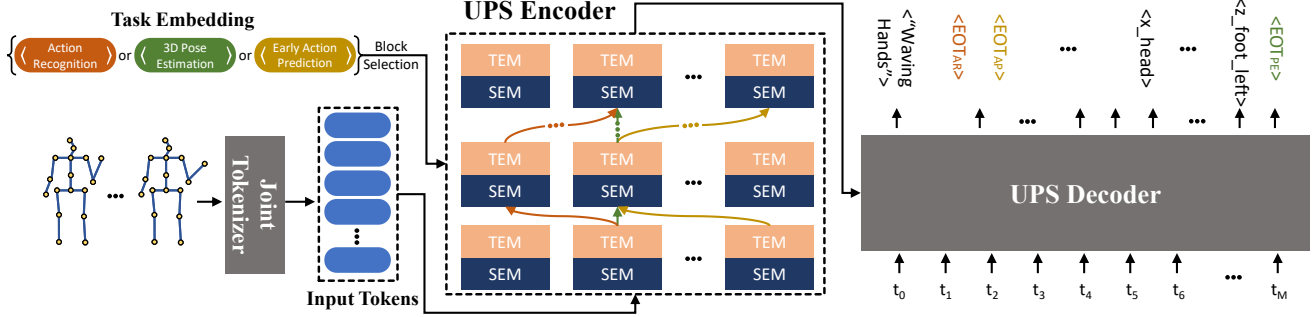 Task Embedding
{ Action Recognition or 3D Pose Estimation or Early Action Prediction }
Block Selection
Joint Tokenizer
Input Tokens
UPS Encoder
TEM TEM ... TEM
SEM SEM ... SEM
... ... ...
TEM TEM TEM
SEM SEM ... SEM
TEM TEM ... TEM
SEM SEM SEM
<"Waving Hands"> <EOT_AR> <EOT_AP> ... ... <x_head> ... <z_foot_left> <EOT_PE>
UPS Decoder
t0 t1 t2 t3 t4 t5 t6 ... tM